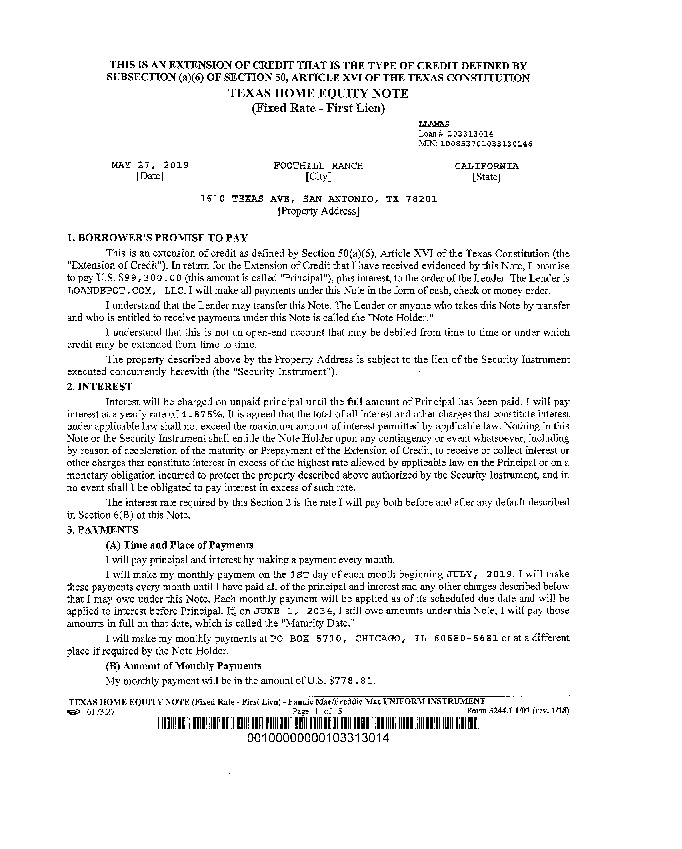 THIS IS AN EXTENSION OF CREDIT THAT IS THE TYPE OF CREDIT DEFINED BY
SUBSECTION (a)(6) OF SECTION 50, ARTICLE XVI OF THE TEXAS CONSTITUTION
TEXAS HOME EQUITY NOTE
(Fixed Rate - First Lien)
LLAMAS
Loan #
MIN:
MAY 27, 2019 FOOTHILL RANCH CALIFORNIA
[Date] [City] [State]
TEXAS AVE, SAN ANTONIO, TX 78201
[Property Address]
1. BORROWER'S PROMISE TO PAY
This is an extension of credit as defined by Section 50(a)(6), Article XVI of the Texas Constitution (the
"Extension of Credit"). In return for the Extension of Credit that I have received evidenced by this Note, I promise
to pay U.S. $99,300.00 (this amount is called "Principal"), plus interest, to the order of the Lender. The Lender is
LOANDEPOT.COM, LLC. I will make all payments under this Note in the form of cash, check or money order.
I understand that the Lender may transfer this Note. The Lender or anyone who takes this Note by transfer
and who is entitled to receive payments under this Note is called the "Note Holder."
I understand that this is not an open-end account that may be debited from time to time or under which
credit may be extended from time to time.
The property described above by the Property Address is subject to the lien of the Security Instrument
executed concurrently herewith (the "Security Instrument").
2. INTEREST
Interest will be charged on unpaid principal until the full amount of Principal has been paid. I will pay
interest at a yearly rate of 4.875%. It is agreed that the total of all interest and other charges that constitute interest
under applicable law shall not exceed the maximum amount of interest permitted by applicable law. Nothing in this
Note or the Security Instrument shall entitle the Note Holder upon any contingency or event whatsoever, including
by reason of acceleration of the maturity or Prepayment of the Extension of Credit, to receive or collect interest or
other charges that constitute interest in excess of the highest rate allowed by applicable law on the Principal or on a
monetary obligation incurred to protect the property described above authorized by the Security Instrument, and in
no event shall I be obligated to pay interest in excess of such rate.
The interest rate required by this Section 2 is the rate I will pay both before and after any default described
in Section 6(B) of this Note.
3. PAYMENTS
(A) Time and Place of Payments
I will pay principal and interest by making a payment every month.
I will make my monthly payment on the 1ST day of each month beginning JULY, 2019. I will make
these payments every month until I have paid all of the principal and interest and any other charges described below
that I may owe under this Note. Each monthly payment will be applied as of its scheduled due date and will be
applied to interest before Principal. If, on JUNE 1, 2034, I still owe amounts under this Note, I will pay those
amounts in full on that date, which is called the "Maturity Date."
I will make my monthly payments at PO BOX 5710, CHICAGO, IL 60680-5681 or at a different
place if required by the Note Holder.
(B) Amount of Monthly Payments
My monthly payment will be in the amount of U.S. $778.81.
TEXAS HOME EQUITY NOTE (Fixed Rate - First Lien) - Fannie Mae/Freddie Mac UNIFORM INSTRUMENT
Page 1 of 5 Form 3244.1 1/01 (rev. 1/18)
00100000000103313014